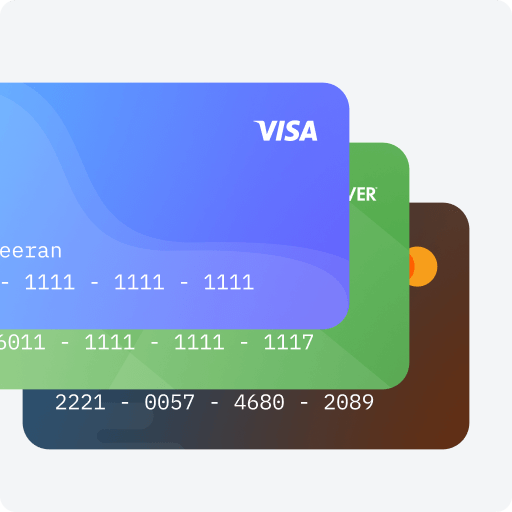 VISA
VER
eeran
- 1111 - 1111 - 1111
6011 - 1111 - 1111 - 1117
2221 - 0057 - 4680 - 2089